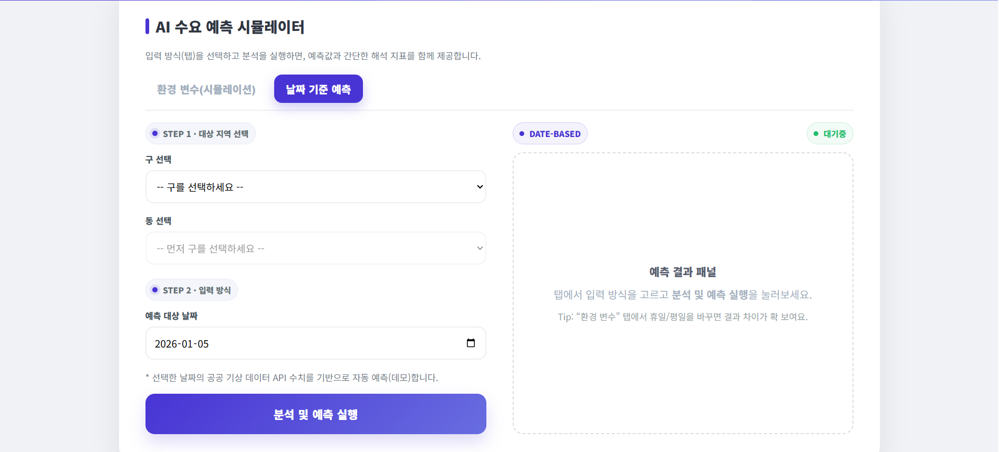 AI 수요 예측 시뮬레이터
입력 방식(탭)을 선택하고 분석을 실행하면, 예측값과 간단한 해석 지표를 함께 제공합니다.
환경 변수(시뮬레이션)
날짜 기준 예측
STEP 1 · 대상 지역 선택
구 선택
-- 구를 선택하세요 --
동 선택
-- 먼저 구를 선택하세요 --
STEP 2 · 입력 방식
예측 대상 날짜
2026-01-05
* 선택한 날짜의 공공 기상 데이터 API 수치를 기반으로 자동 예측(데모)합니다.
분석 및 예측 실행
DATE-BASED
대기중
예측 결과 패널
탭에서 입력 방식을 고르고 분석 및 예측 실행을 눌러보세요.
Tip: “환경 변수” 탭에서 휴일/평일을 바꾸면 결과 차이가 확 보여요.